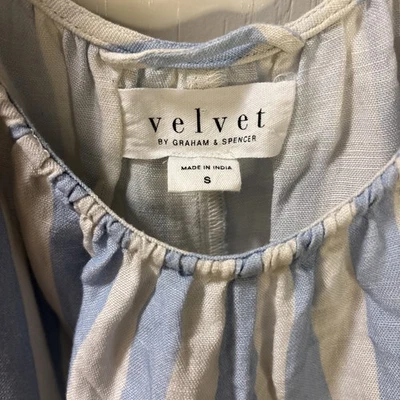 velvet
BY GRAHAM & SPENCER
MADE IN INDIA
S